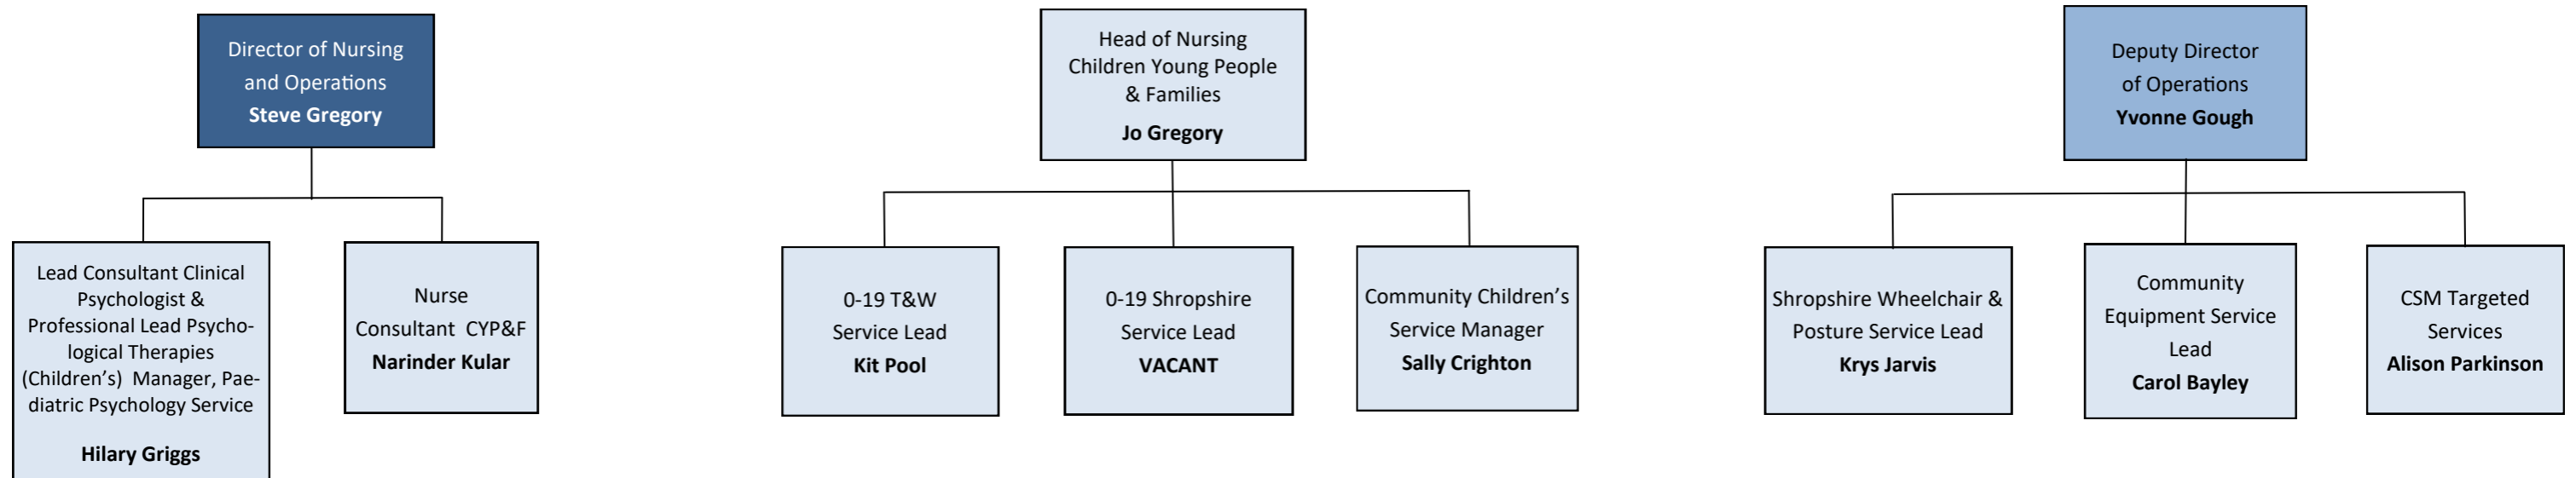 Director of Nursing
and Operations
Steve Gregory
Lead Consultant Clinical
Psychologist &
Professional Lead Psycho-
logical Therapies
(Children’s)  Manager, Pae-
diatric Psychology Service
Hilary Griggs
Nurse
Consultant  CYP&F
Narinder Kular
Head of Nursing
Children Young People
& Families
Jo Gregory
0-19 T&W
Service Lead
Kit Pool
0-19 Shropshire
Service Lead
VACANT
Community Children’s
Service Manager
Sally Crighton
Deputy Director
of Operations
Yvonne Gough
Shropshire Wheelchair &
Posture Service Lead
Krys Jarvis
Community
Equipment Service
Lead
Carol Bayley
CSM Targeted
Services
Alison Parkinson